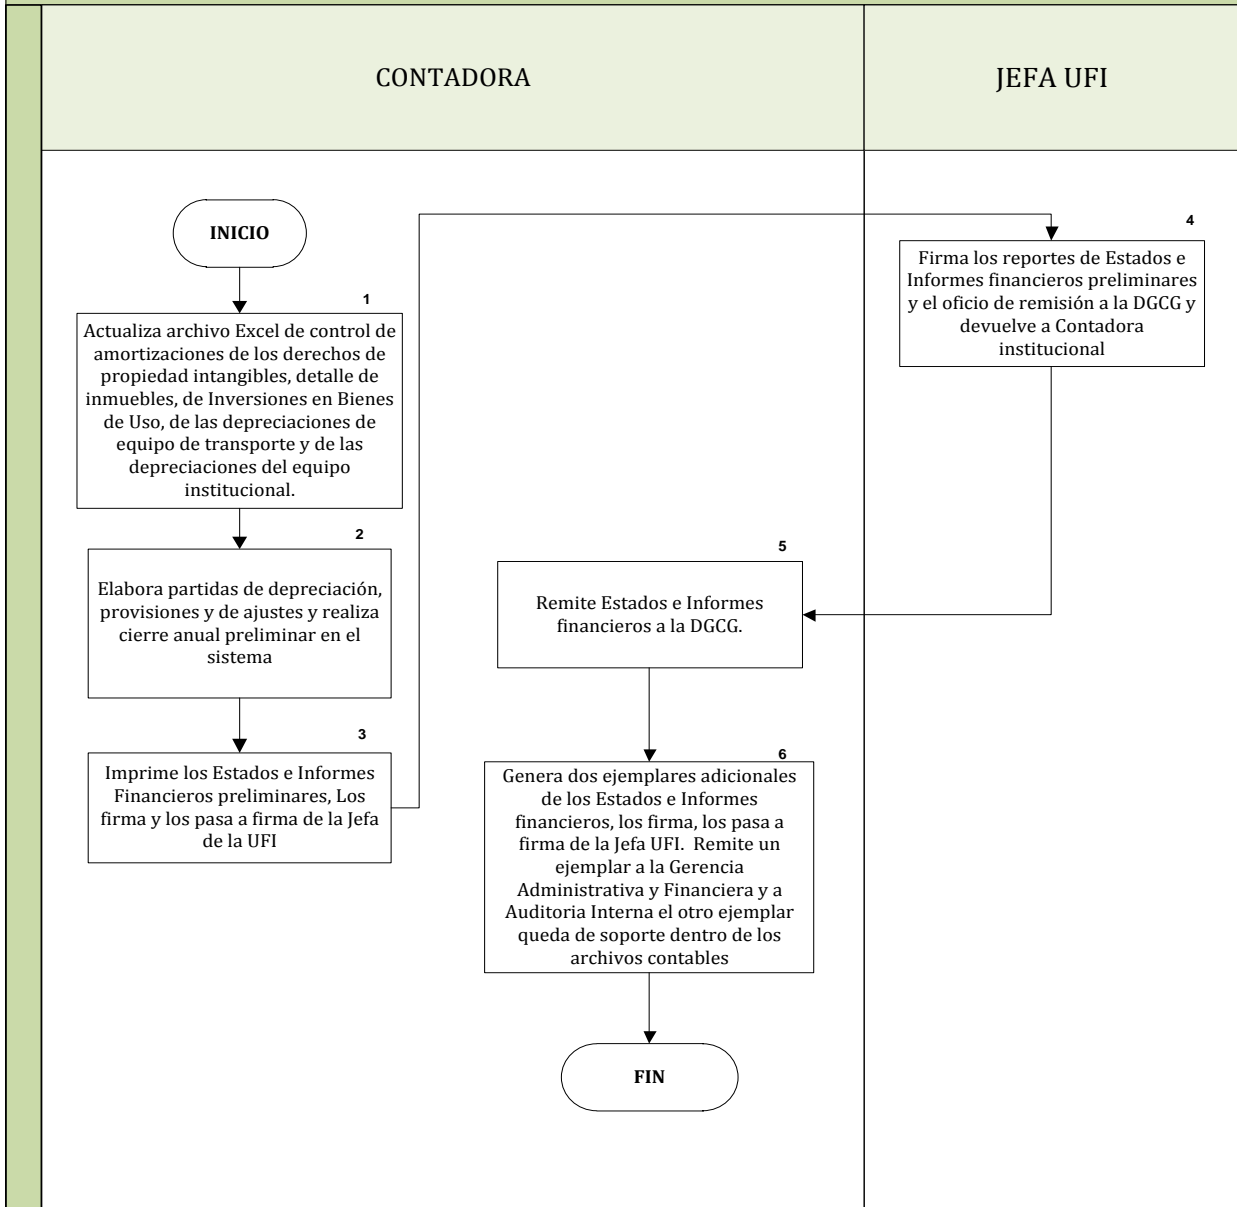 CONTADORA
JEFA UFI
INICIO
1
Actualiza archivo Excel de control de
amortizaciones de los derechos de
propiedad intangibles, detalle de
inmuebles, de Inversiones en Bienes
de Uso, de las depreciaciones de
equipo de transporte y de las
depreciaciones del equipo
institucional.
2
Elabora partidas de depreciación,
provisiones y de ajustes y realiza
cierre anual preliminar en el
sistema
3
Imprime los Estados e Informes
Financieros preliminares, Los
firma y los pasa a firma de la Jefa
de la UFI
4
Firma los reportes de Estados e
Informes financieros preliminares
y el oficio de remisión a la DGCG y
devuelve a Contadora
institucional
5
Remite Estados e Informes
financieros a la DGCG.
6
Genera dos ejemplares adicionales
de los Estados e Informes
financieros, los firma, los pasa a
firma de la Jefa UFI.  Remite un
ejemplar a la Gerencia
Administrativa y Financiera y a
Auditoria Interna el otro ejemplar
queda de soporte dentro de los
archivos contables
FIN